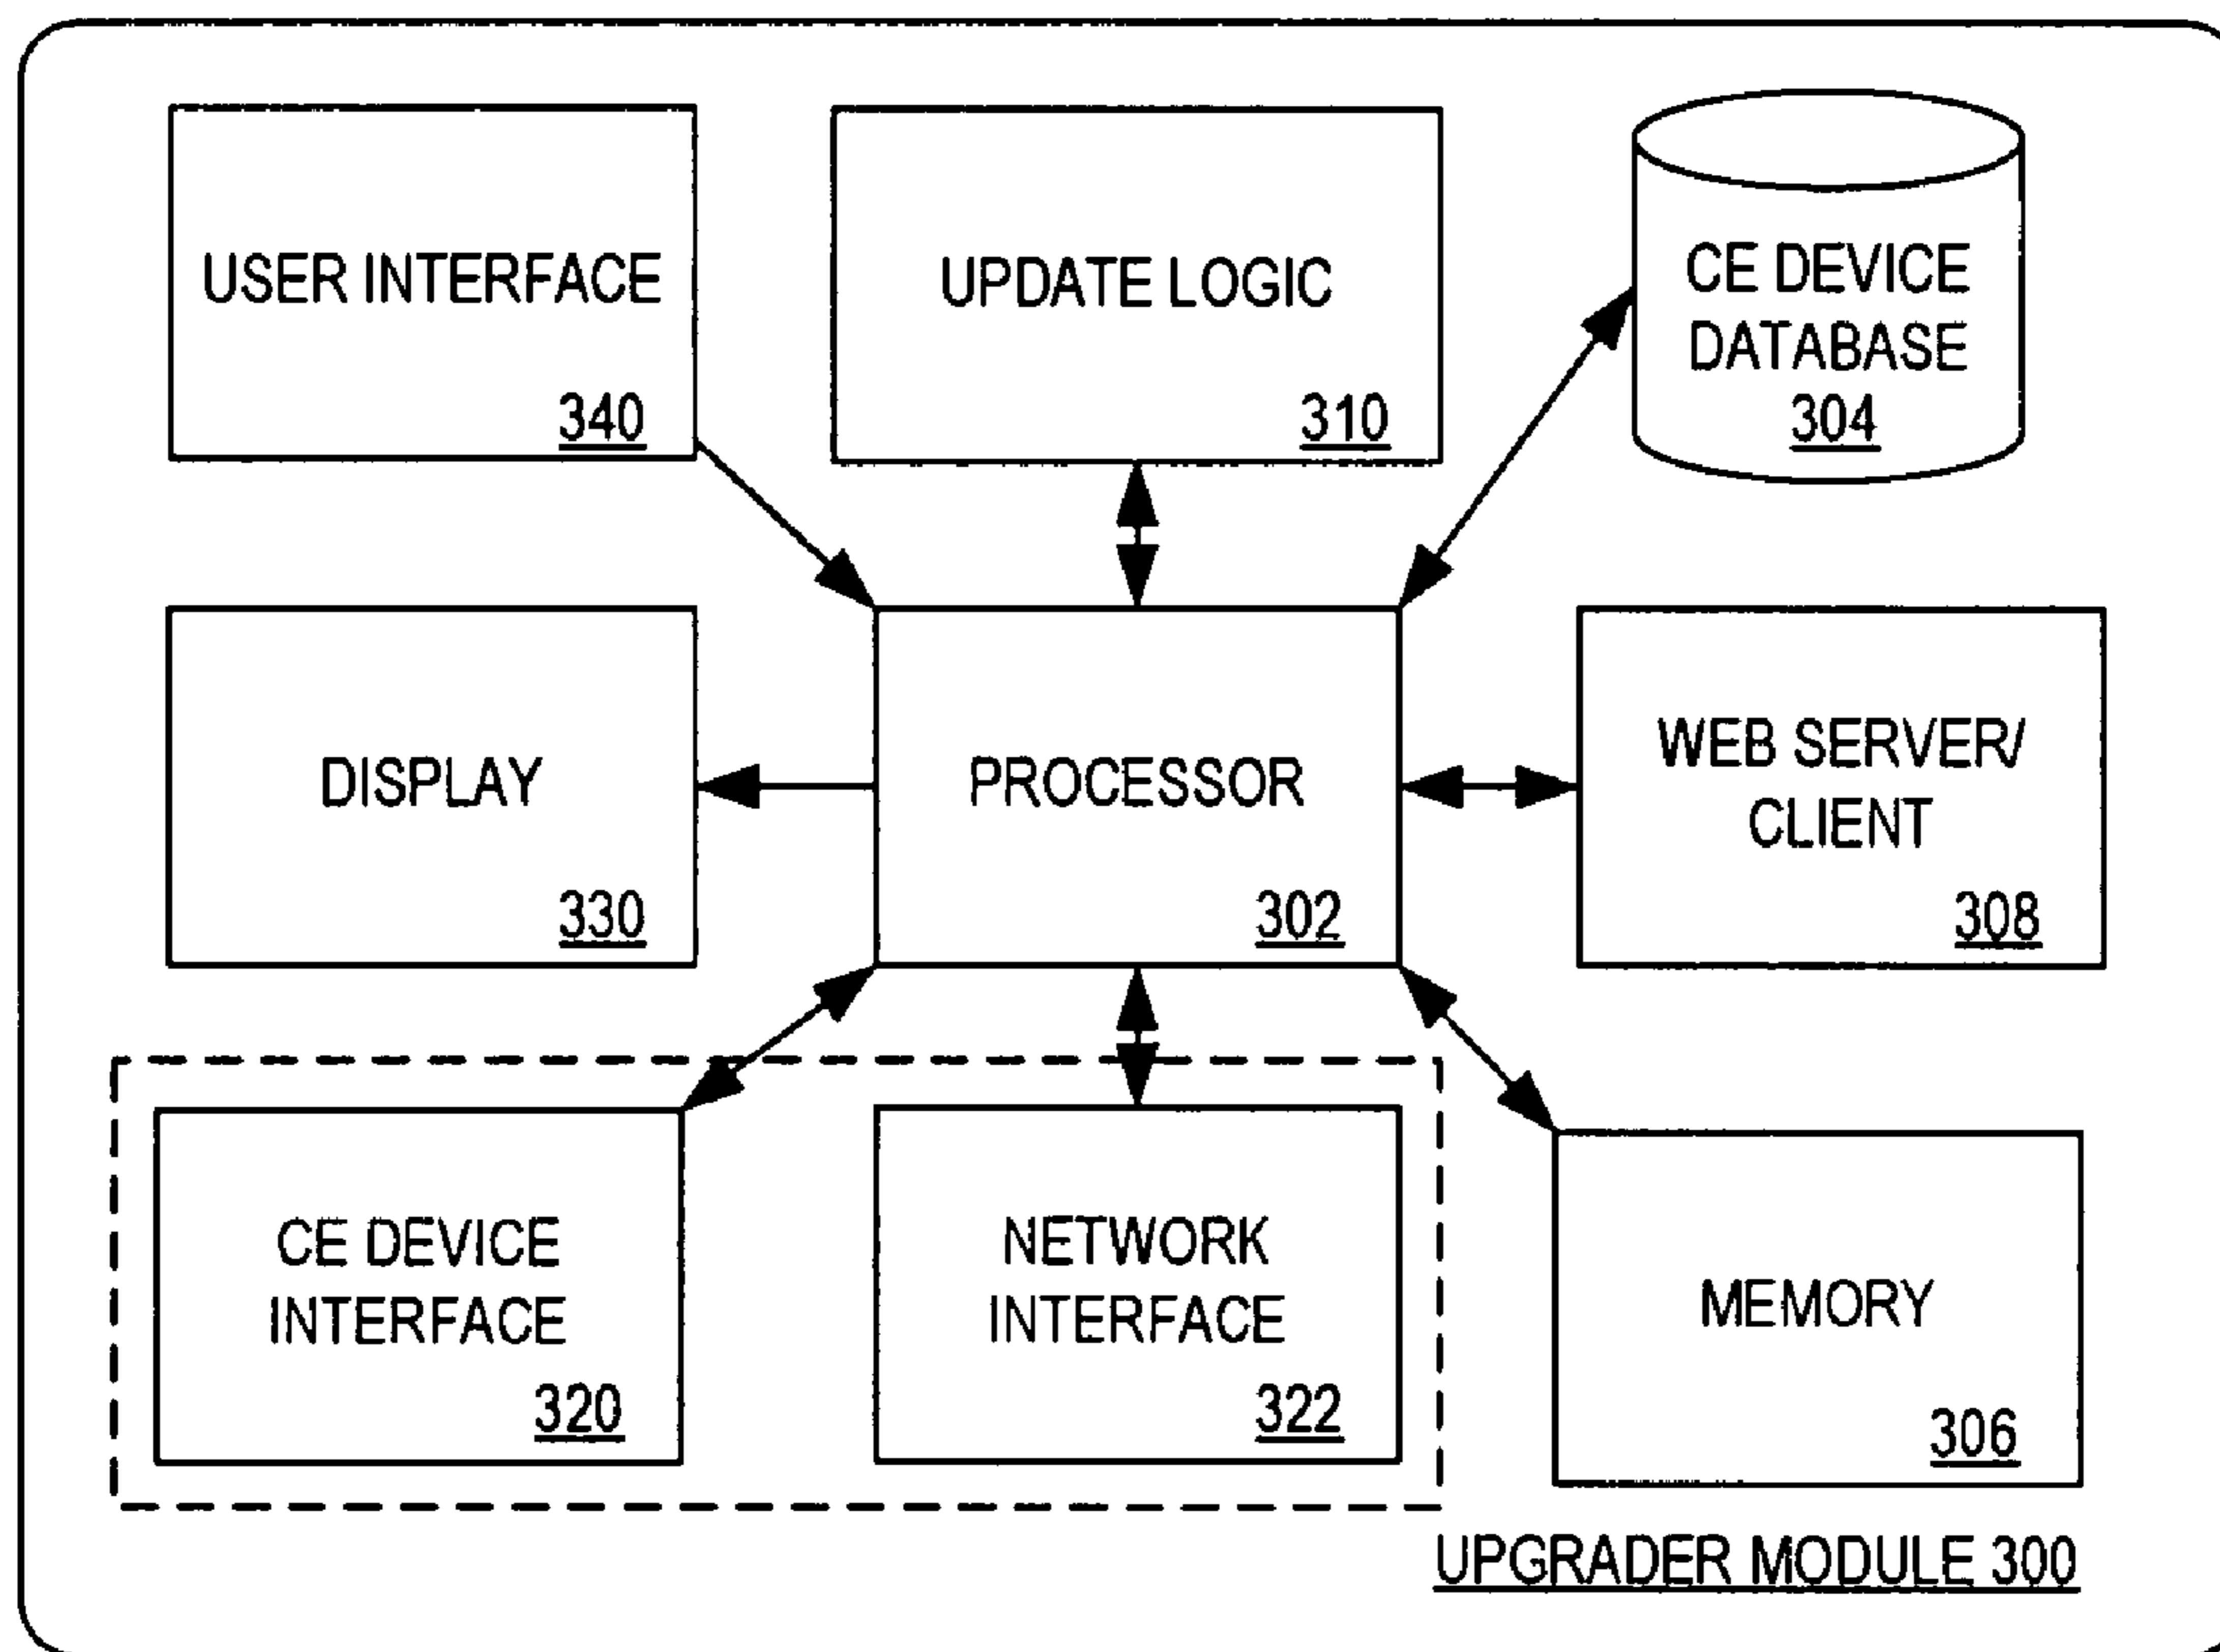 USER INTERFACE
340
UPDATE LOGIC
310
CE DEVICE
DATABASE
304
DISPLAY
330
PROCESSOR
302
WEB SERVER/
CLIENT
308
CE DEVICE
INTERFACE
320
NETWORK
INTERFACE
322
MEMORY
306
UPGRADER MODULE 300